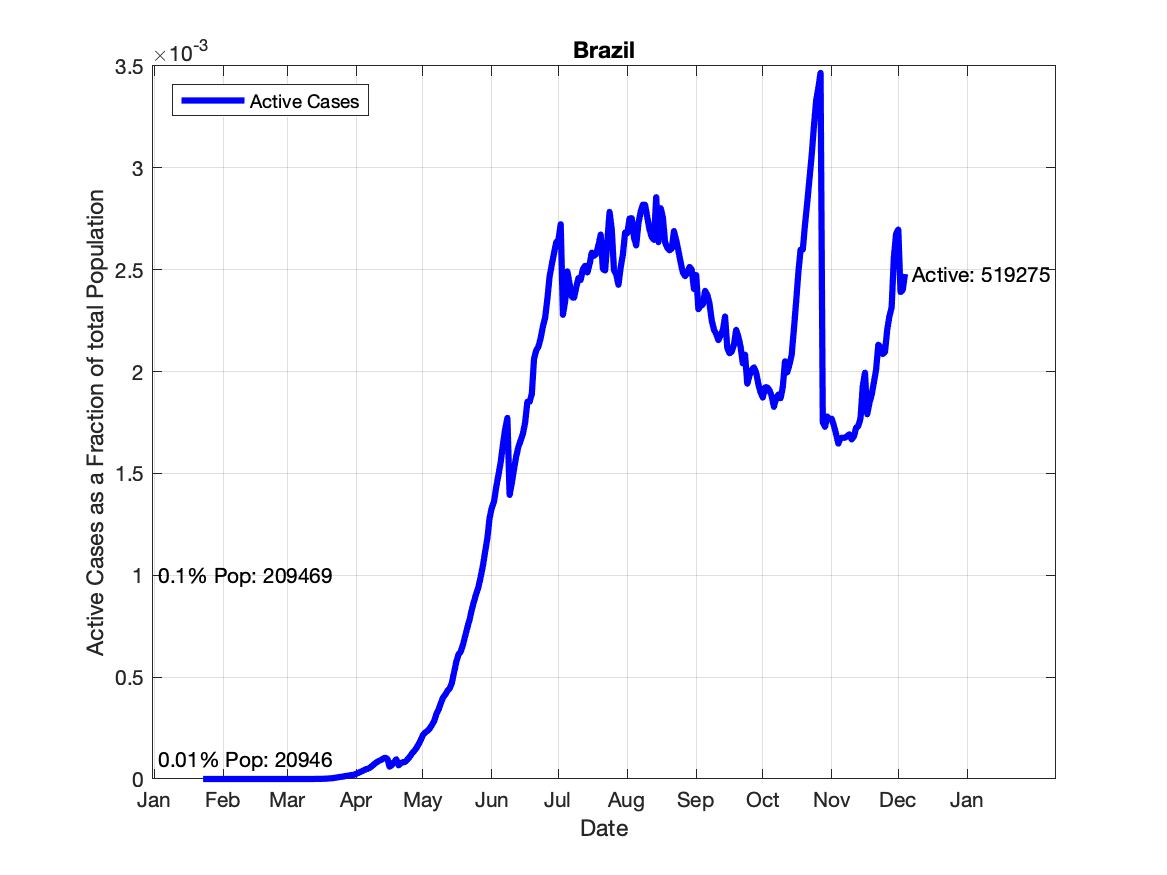 Brazil
×10-3
3.5
3
2.5
2
1.5
1
0.5
0
Active Cases
Active: 519275
0.1% Pop: 209469
0.01% Pop: 20946
Active Cases as a Fraction of total Population
Jan Feb Mar Apr May Jun Jul Aug Sep Oct Nov Dec Jan
Date